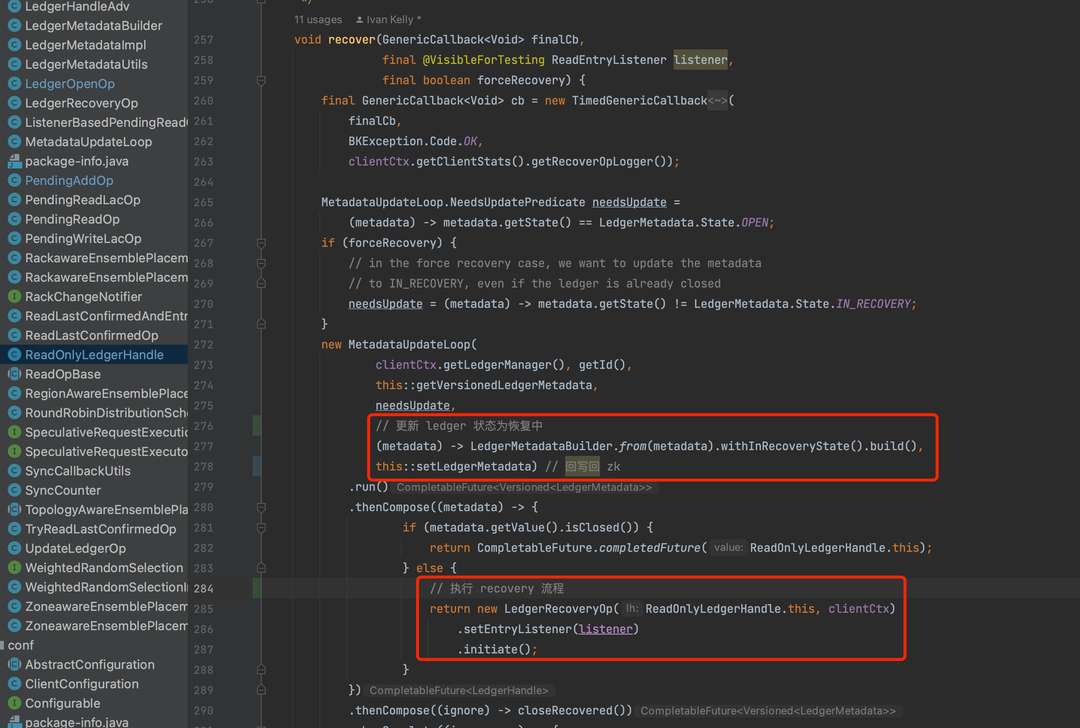 LedgerHandleAdv
LedgerMetadataBuilder
LedgerMetadataImpl
LedgerMetadataUtils
LedgerOpenOp
LedgerRecoveryOp
ListenerBasedPendingRead
MetadataUpdateLoop
package-info.java
PendingAddOp
PendingReadLacOp
PendingReadOp
PendingWriteLacOp
RackawareEnsemblePlacem
RackawareEnsemblePlacem
RackChangeNotifier
ReadLastConfirmedAndEntr
ReadLastConfirmedOp
ReadOnlyLedgerHandle
ReadOpBase
RegionAwareEnsemblePlace
RoundRobinDistributionSche
SpeculativeRequestExecutio
SpeculativeRequestExecuto
SyncCallbackUtils
SyncCounter
TopologyAwareEnsemblePla
TryReadLastConfirmedOp
UpdateLedgerOp
WeightedRandomSelection
WeightedRandomSelectionI
ZoneawareEnsemblePlacem
ZoneawareEnsemblePlacem
conf
AbstractConfiguration
ClientConfiguration
Configurable
package-info.java
11 usages Ivan Kelly *
257 void recover(GenericCallback<Void> finalCb,
258 final @VisibleForTesting ReadEntryListener listener,
259 final boolean forceRecovery) {
260 final GenericCallback<Void> cb = new TimedGenericCallback<~>(
261 finalCb,
262 BKException.Code.OK,
263 clientCtx.getClientStats().getRecoverOpLogger());
264
265 MetadataUpdateLoop.NeedsUpdatePredicate needsUpdate =
266 (metadata) -> metadata.getState() == LedgerMetadata.State.OPEN;
267 if (forceRecovery) {
268 // in the force recovery case, we want to update the metadata
269 // to IN_RECOVERY, even if the ledger is already closed
270 needsUpdate = (metadata) -> metadata.getState() != LedgerMetadata.State.IN_RECOVERY;
271 }
272 new MetadataUpdateLoop(
273 clientCtx.getLedgerManager(), getId(),
274 this::getVersionedLedgerMetadata,
275 needsUpdate,
276 // 更新 ledger 状态为恢复中
277 (metadata) -> LedgerMetadataBuilder.from(metadata).withInRecoveryState().build(),
278 this::setLedgerMetadata) // 回写回 zk
279 .run() CompletableFuture<Versioned<LedgerMetadata>>
280 .thenCompose((metadata) -> {
281 if (metadata.getValue().isClosed()) {
282 return CompletableFuture.completedFuture( value: ReadOnlyLedgerHandle.this);
283 } else {
284 // 执行 recovery 流程
285 return new LedgerRecoveryOp( lh: ReadOnlyLedgerHandle.this, clientCtx)
286 .setEntryListener(listener)
287 .initiate();
288 }
289 }) CompletableFuture<LedgerHandle>
290 .thenCompose((ignore) -> closeRecovered()) CompletableFuture<Versioned<LedgerMetadata>>